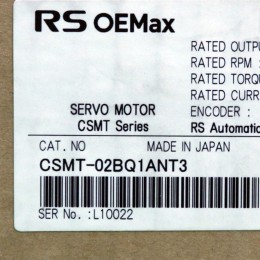 RS OEMax
RATED OUTPU
RATED RPM :
RATED TORQU
RATED CURR
SERVO MOTOR
ENCODER :
CSMT Series
RS Automatic
CAT. NO
MADE IN JAPAN
CSMT-02BQ1ANT3
SER No. :L10022